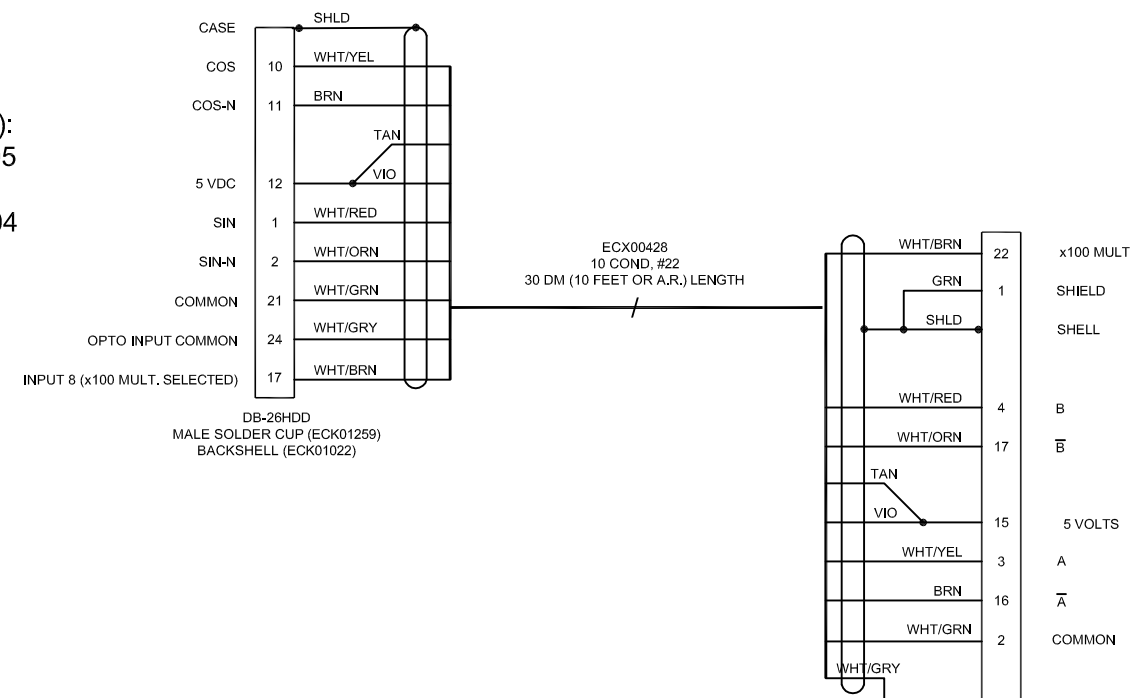 ):
5
04
CASE SHLD
COS 10 WHT/YEL
COS-N 11 BRN
TAN
5 VDC 12 VIO
SIN 1 WHT/RED
SIN-N 2 WHT/ORN
COMMON 21 WHT/GRN
OPTO INPUT COMMON 24 WHT/GRY
INPUT 8 (x100 MULT. SELECTED) 17 WHT/BRN
DB-26HDD
MALE SOLDER CUP (ECK01259)
BACKSHELL (ECK01022)
ECX00428
10 COND, #22
30 DM (10 FEET OR A.R.) LENGTH
WHT/BRN 22 x100 MULT
GRN 1 SHIELD
SHLD SHELL
WHT/RED 4 B
WHT/ORN 17 B̅
TAN
VIO 15 5 VOLTS
WHT/YEL 3 A
BRN 16 A̅
WHT/GRN 2 COMMON
WHT/GRY